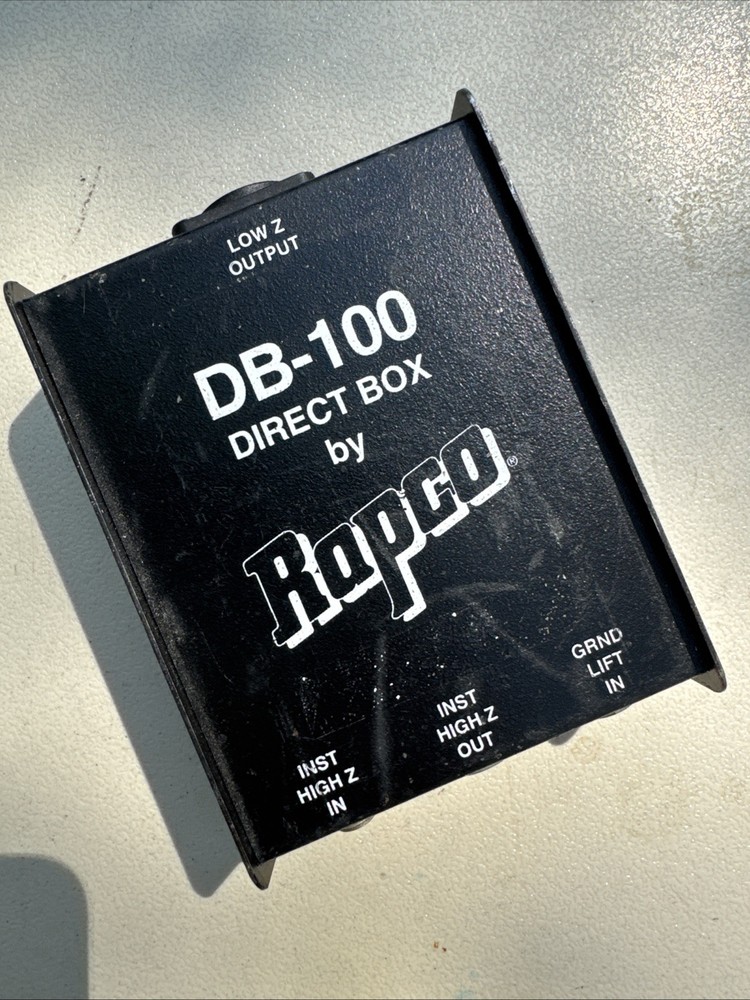 LOW Z
OUTPUT
DB-100
DIRECT BOX
by
Rapco®
INST
HIGH Z
IN
INST
HIGH Z
OUT
GRND
LIFT
IN